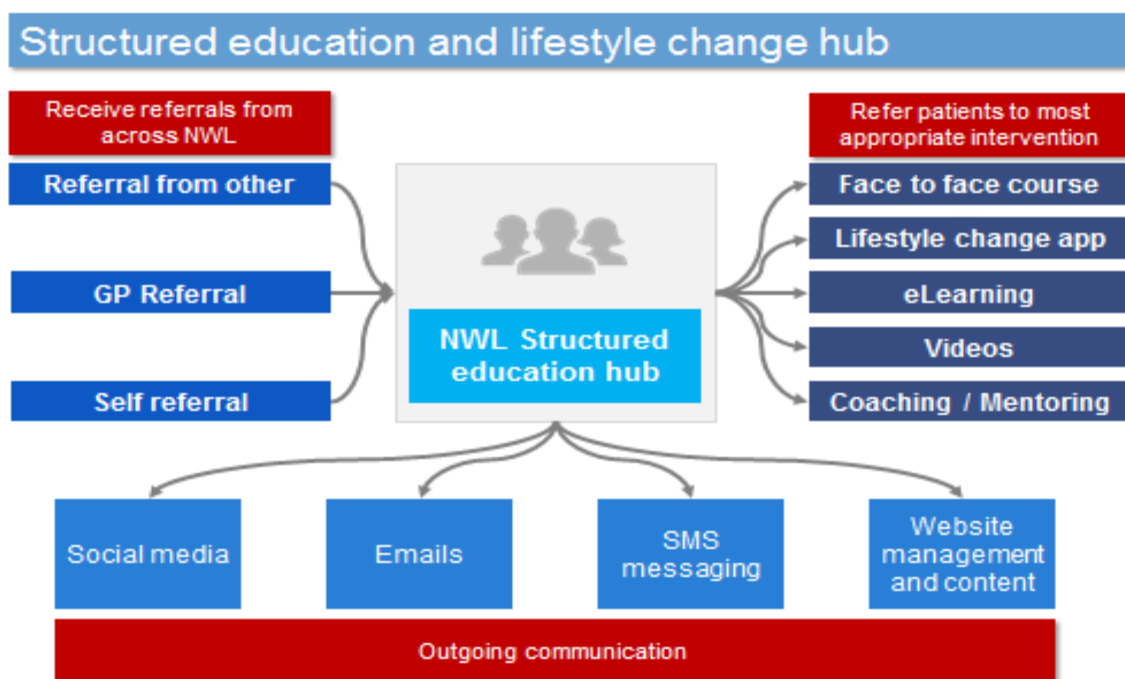 Structured education and lifestyle change hub
Receive referrals from
across NWL
Refer patients to most
appropriate intervention
Referral from other
GP Referral
Self referral
NWL Structured
education hub
Face to face course
Lifestyle change app
eLearning
Videos
Coaching / Mentoring
Social media
Emails
SMS
messaging
Website
management
and content
Outgoing communication